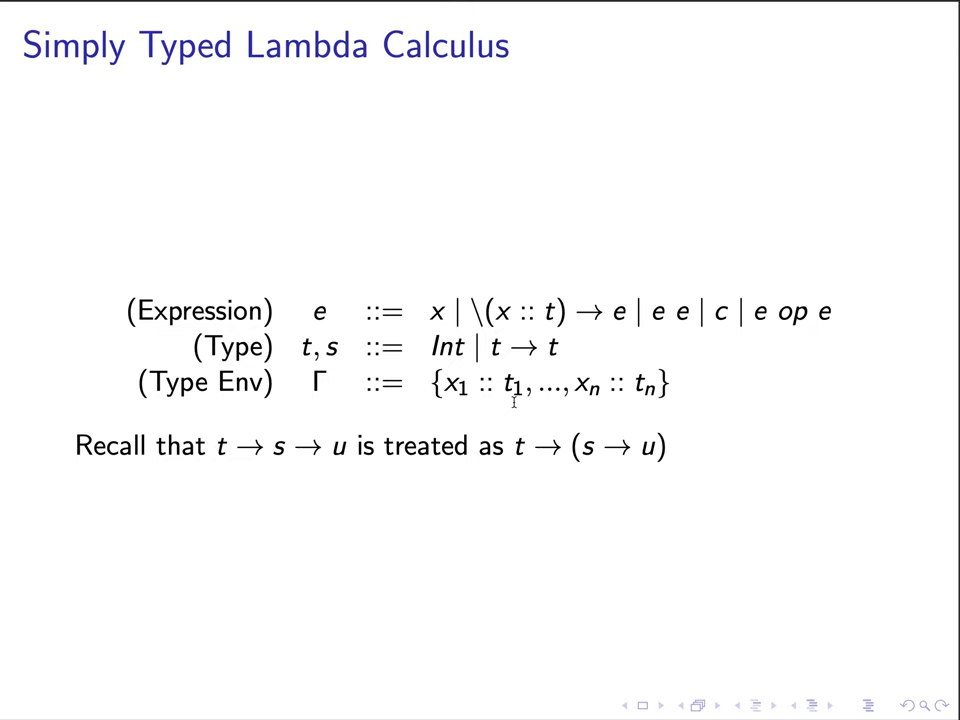 Simply Typed Lambda Calculus
(Expression) e ::= x | \(x :: t) → e | e e | c | e op e
(Type) t, s ::= Int | t → t
(Type Env) Γ ::= {x₁ :: t₁, ..., xₙ :: tₙ}
Recall that t → s → u is treated as t → (s → u)